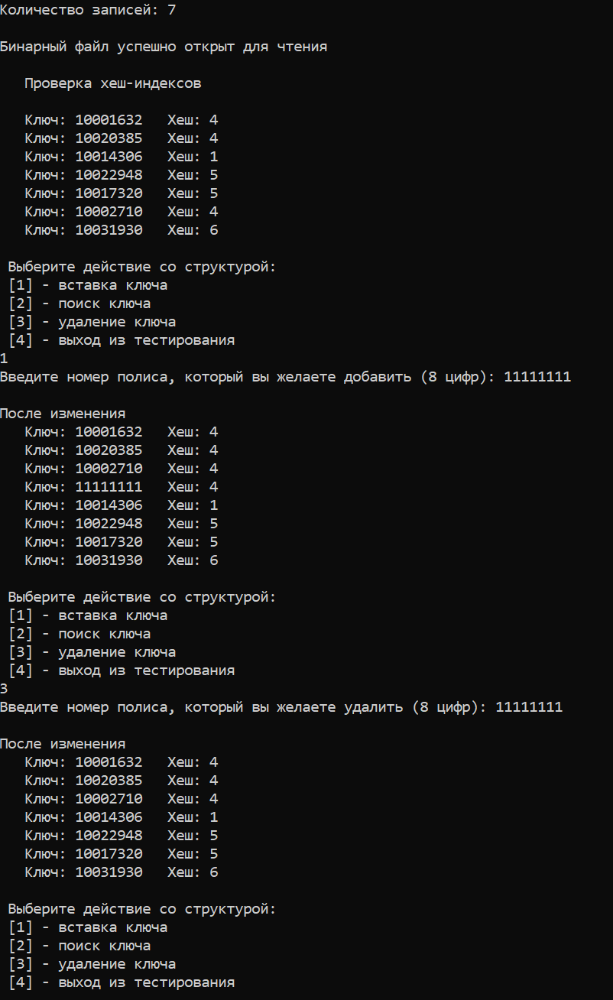 Количество записей: 7
Бинарный файл успешно открыт для чтения
Проверка хеш-индексов
Ключ: 10001632 Хеш: 4
Ключ: 10020385 Хеш: 4
Ключ: 10014306 Хеш: 1
Ключ: 10022948 Хеш: 5
Ключ: 10017320 Хеш: 5
Ключ: 10002710 Хеш: 4
Ключ: 10031930 Хеш: 6
Выберите действие со структурой:
[1] - вставка ключа
[2] - поиск ключа
[3] - удаление ключа
[4] - выход из тестирования
1
Введите номер полиса, который вы желаете добавить (8 цифр): 11111111
После изменения
Ключ: 10001632 Хеш: 4
Ключ: 10020385 Хеш: 4
Ключ: 10002710 Хеш: 4
Ключ: 11111111 Хеш: 4
Ключ: 10014306 Хеш: 1
Ключ: 10022948 Хеш: 5
Ключ: 10017320 Хеш: 5
Ключ: 10031930 Хеш: 6
Выберите действие со структурой:
[1] - вставка ключа
[2] - поиск ключа
[3] - удаление ключа
[4] - выход из тестирования
3
Введите номер полиса, который вы желаете удалить (8 цифр): 11111111
После изменения
Ключ: 10001632 Хеш: 4
Ключ: 10020385 Хеш: 4
Ключ: 10002710 Хеш: 4
Ключ: 10014306 Хеш: 1
Ключ: 10022948 Хеш: 5
Ключ: 10017320 Хеш: 5
Ключ: 10031930 Хеш: 6
Выберите действие со структурой:
[1] - вставка ключа
[2] - поиск ключа
[3] - удаление ключа
[4] - выход из тестирования